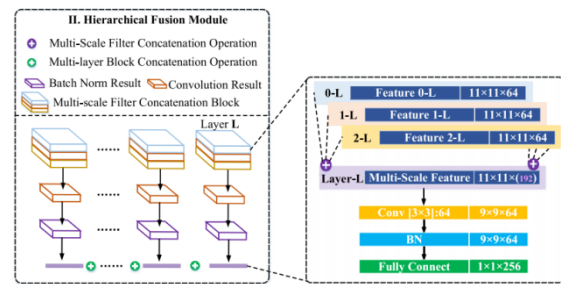 II. Hierarchical Fusion Module
Multi-Scale Filter Concatenation Operation
Multi-layer Block Concatenation Operation
Batch Norm Result Convolution Result
Multi-scale Filter Concatenation Block
Layer L
......
......
......
......
0-L Feature 0-L 11×11×64
1-L Feature 1-L 11×11×64
2-L Feature 2-L 11×11×64
Layer-L Multi-Scale Feature 11×11×(192)
Conv [3×3]:64 9×9×64
BN 9×9×64
Fully Connect 1×1×256